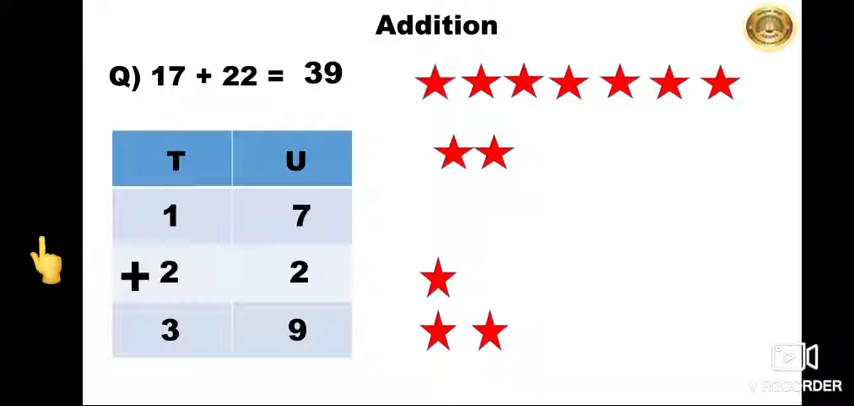 Addition
Q) 17 + 22 = 39
T U
1 7
+ 2 2
3 9
V RECORDER